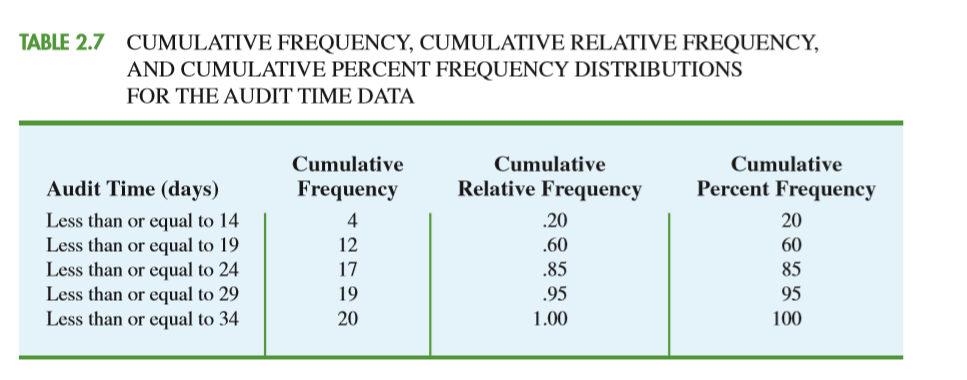 TABLE 2.7 CUMULATIVE FREQUENCY, CUMULATIVE RELATIVE FREQUENCY,
AND CUMULATIVE PERCENT FREQUENCY DISTRIBUTIONS
FOR THE AUDIT TIME DATA
Cumulative Cumulative Cumulative
Audit Time (days) Frequency Relative Frequency Percent Frequency
Less than or equal to 14 4 .20 20
Less than or equal to 19 12 .60 60
Less than or equal to 24 17 .85 85
Less than or equal to 29 19 .95 95
Less than or equal to 34 20 1.00 100